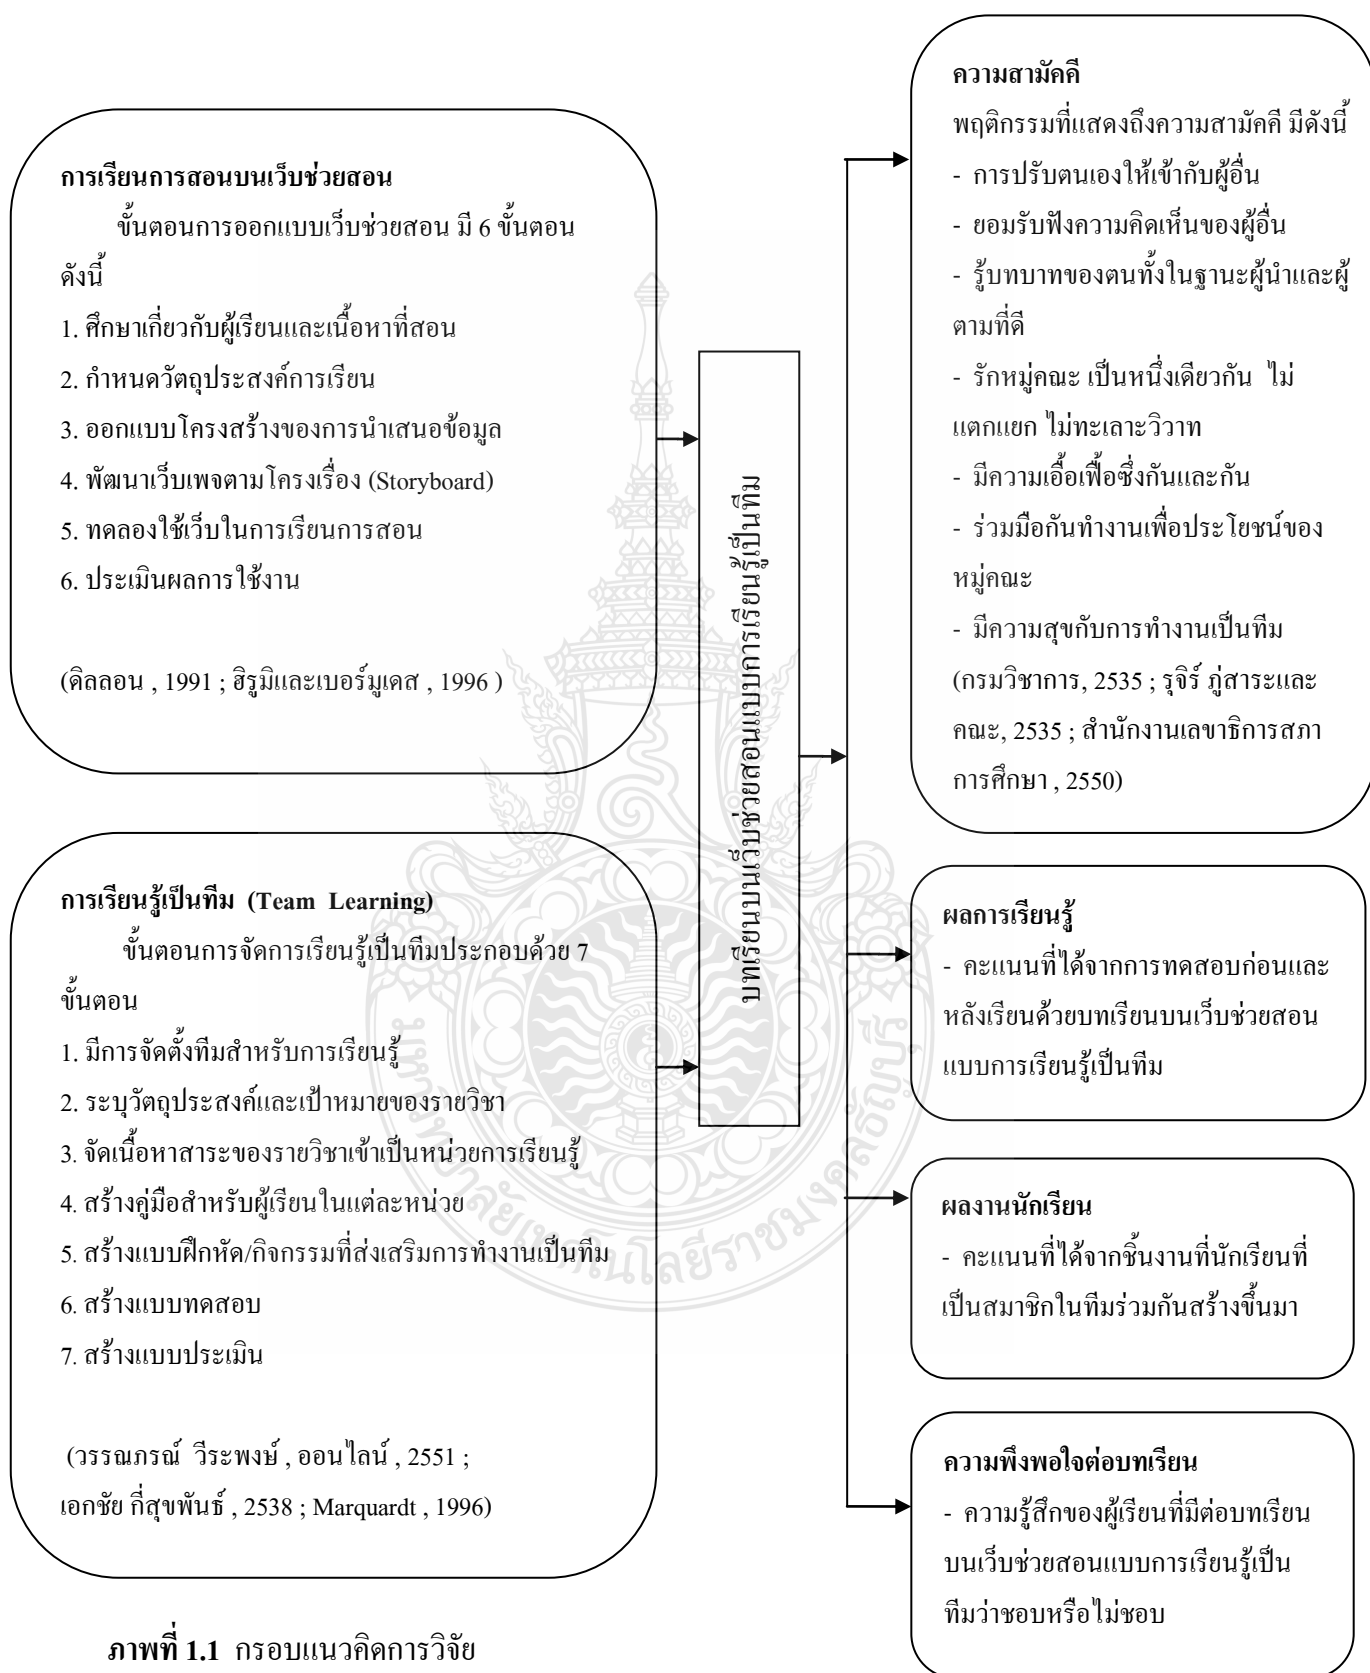 การเรียนการสอนบนเว็บช่วยสอน
ขั้นตอนการออกแบบเว็บช่วยสอน มี 6 ขั้นตอน
ดังนี้
1. ศึกษาเกี่ยวกับผู้เรียนและเนื้อหาที่สอน
2. กำหนดวัตถุประสงค์การเรียน
3. ออกแบบโครงสร้างของการนำเสนอข้อมูล
4. พัฒนาเว็บเพจตามโครงเรื่อง (Storyboard)
5. ทดลองใช้เว็บในการเรียนการสอน
6. ประเมินผลการใช้งาน
(ดิลลอน , 1991 ; ฮิรูมิและเบอร์มูเดส , 1996 )
การเรียนรู้เป็นทีม (Team Learning)
ขั้นตอนการจัดการเรียนรู้เป็นทีมประกอบด้วย 7
ขั้นตอน
1. มีการจัดตั้งทีมสำหรับการเรียนรู้
2. ระบุวัตถุประสงค์และเป้าหมายของรายวิชา
3. จัดเนื้อหาสาระของรายวิชาเข้าเป็นหน่วยการเรียนรู้
4. สร้างคู่มือสำหรับผู้เรียนในแต่ละหน่วย
5. สร้างแบบฝึกหัด/กิจกรรมที่ส่งเสริมการทำงานเป็นทีม
6. สร้างแบบทดสอบ
7. สร้างแบบประเมิน
(วรรณภรณ์ วีระพงษ์ , ออนไลน์ , 2551 ;
เอกชัย กี่สุขพันธ์ , 2538 ; Marquardt , 1996)
บทเรียนบนเว็บช่วยสอนแบบการเรียนรู้เป็นทีม
ความสามัคคี
พฤติกรรมที่แสดงถึงความสามัคคี มีดังนี้
- การปรับตนเองให้เข้ากับผู้อื่น
- ยอมรับฟังความคิดเห็นของผู้อื่น
- รู้บทบาทของตนทั้งในฐานะผู้นำและผู้
ตามที่ดี
- รักหมู่คณะ เป็นหนึ่งเดียวกัน ไม่
แตกแยก ไม่ทะเลาะวิวาท
- มีความเอื้อเฟื้อซึ่งกันและกัน
- ร่วมมือกันทำงานเพื่อประโยชน์ของ
หมู่คณะ
- มีความสุขกับการทำงานเป็นทีม
(กรมวิชาการ, 2535 ; รุจิร์ ภู่สาระและ
คณะ, 2535 ; สำนักงานเลขาธิการสภา
การศึกษา , 2550)
ผลการเรียนรู้
- คะแนนที่ได้จากการทดสอบก่อนและ
หลังเรียนด้วยบทเรียนบนเว็บช่วยสอน
แบบการเรียนรู้เป็นทีม
ผลงานนักเรียน
- คะแนนที่ได้จากชิ้นงานที่นักเรียนที่
เป็นสมาชิกในทีมร่วมกันสร้างขึ้นมา
ความพึงพอใจต่อบทเรียน
- ความรู้สึกของผู้เรียนที่มีต่อบทเรียน
บนเว็บช่วยสอนแบบการเรียนรู้เป็น
ทีมว่าชอบหรือไม่ชอบ
มหาวิทยาลัยเทคโนโลยีราชมงคลธัญบุรี
ภาพที่ 1.1 กรอบแนวคิดการวิจัย